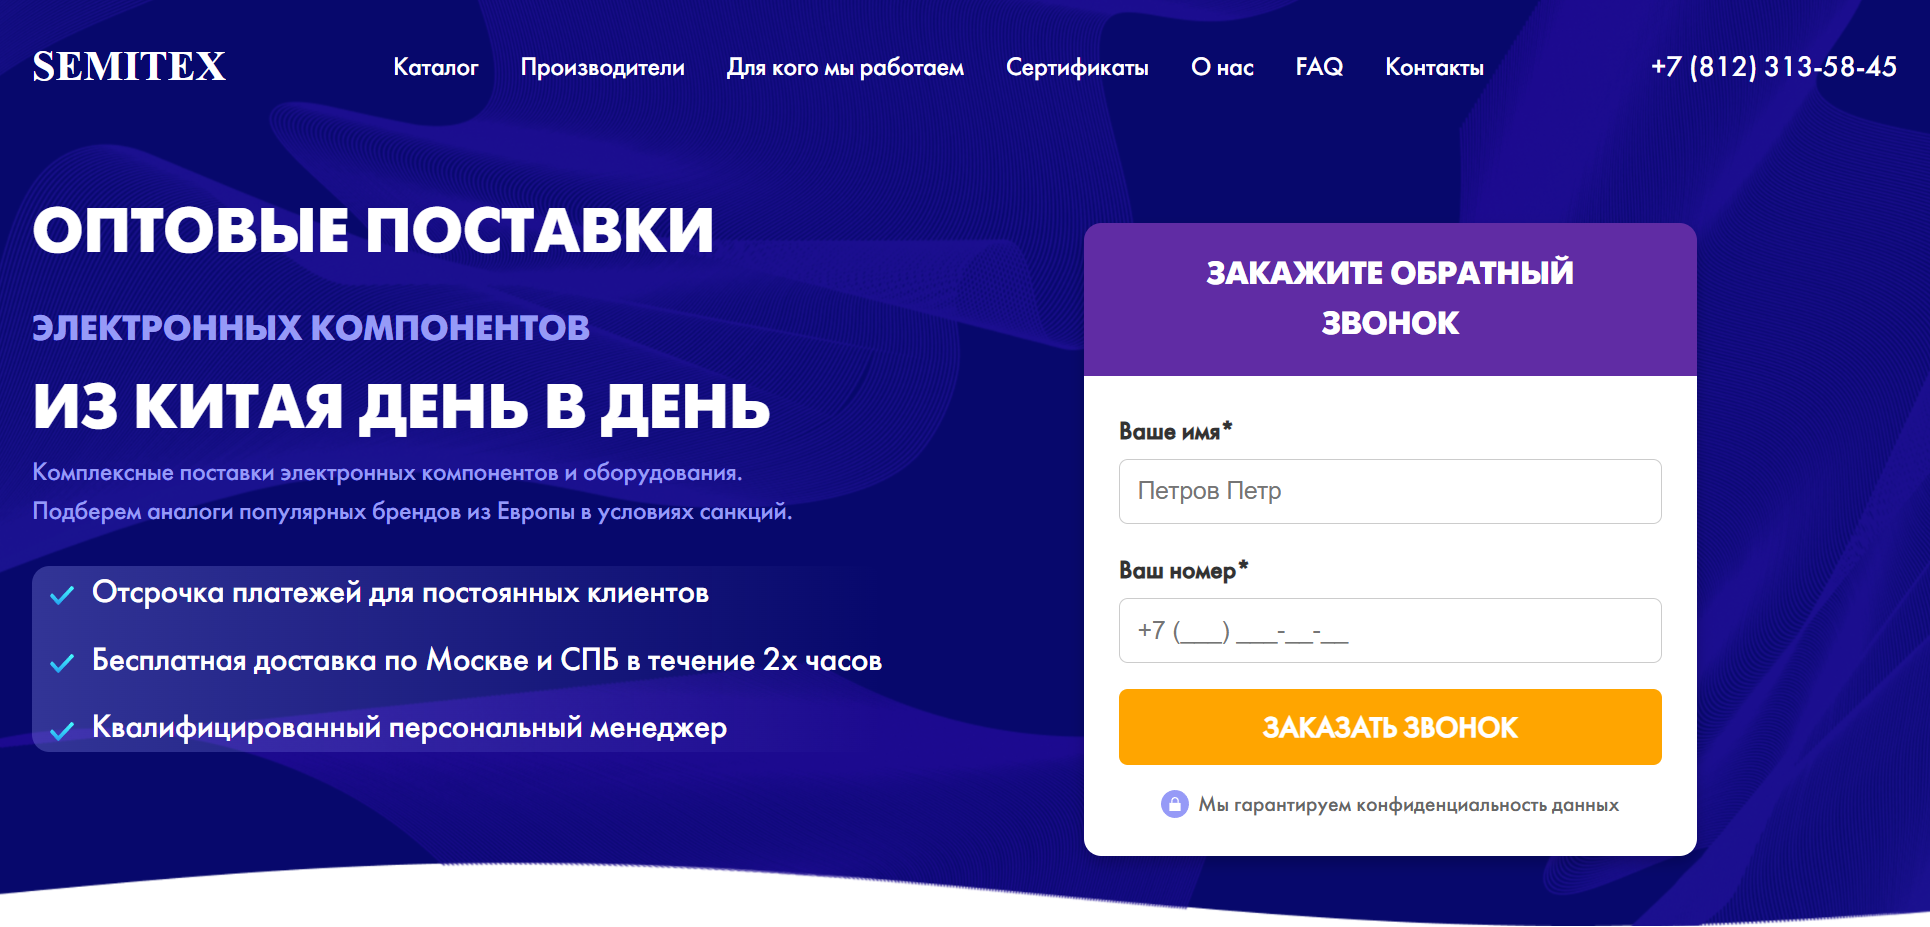 SEMITEX
Каталог
Производители
Для кого мы работаем
Сертификаты
О нас
FAQ
Контакты
+7 (812) 313-58-45
ОПТОВЫЕ ПОСТАВКИ
ЭЛЕКТРОННЫХ КОМПОНЕНТОВ
ИЗ КИТАЯ ДЕНЬ В ДЕНЬ
Комплексные поставки электронных компонентов и оборудования.
Подберем аналоги популярных брендов из Европы в условиях санкций.
Отсрочка платежей для постоянных клиентов
Бесплатная доставка по Москве и СПБ в течение 2х часов
Квалифицированный персональный менеджер
ЗАКАЖИТЕ ОБРАТНЫЙ
ЗВОНОК
Ваше имя*
Петров Петр
Ваш номер*
+7 (___) ___-__-__
ЗАКАЗАТЬ ЗВОНОК
Мы гарантируем конфиденциальность данных